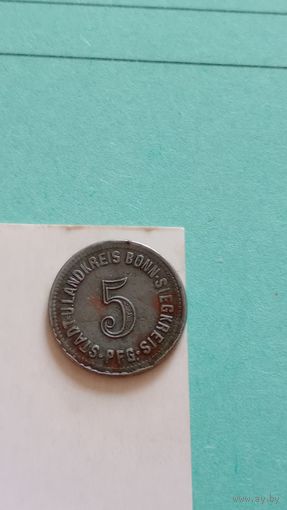 STADT-U.LANDKREIS BONN-SIEGKREIS
5
PFG.
www.ay.by